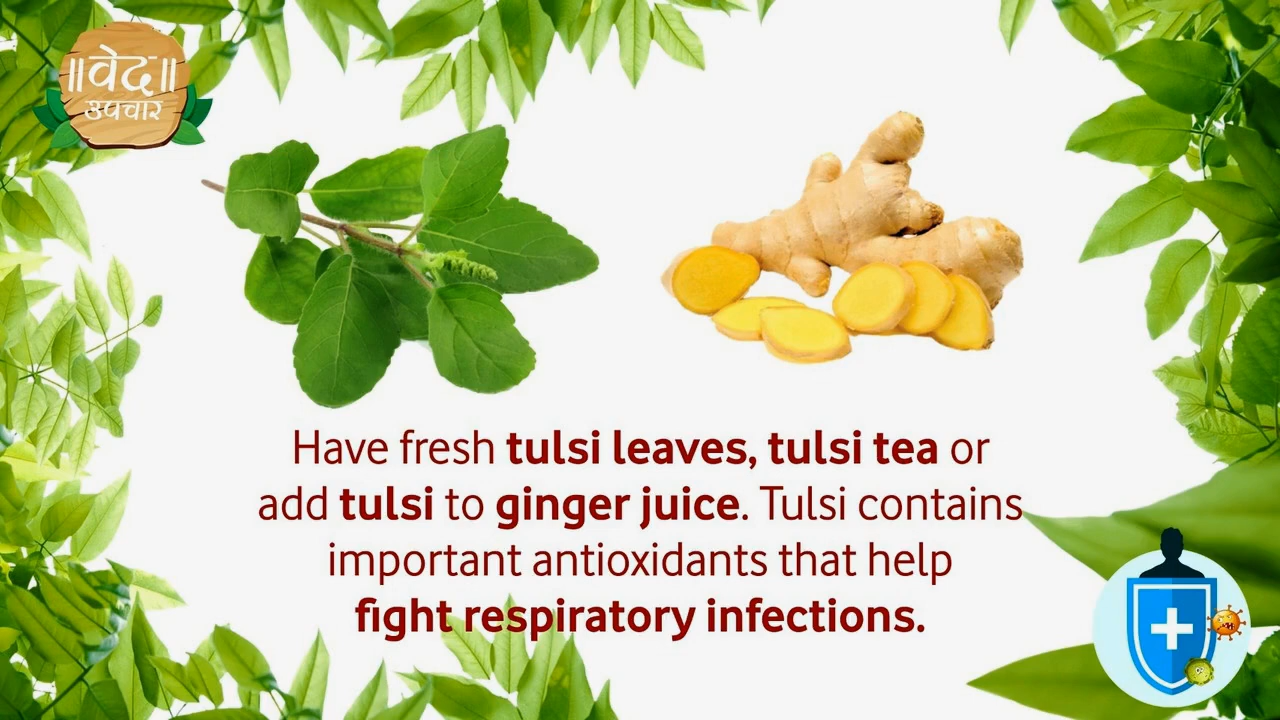 ॥वेद॥
उपचार
Have fresh tulsi leaves, tulsi tea or
add tulsi to ginger juice. Tulsi contains
important antioxidants that help
fight respiratory infections.